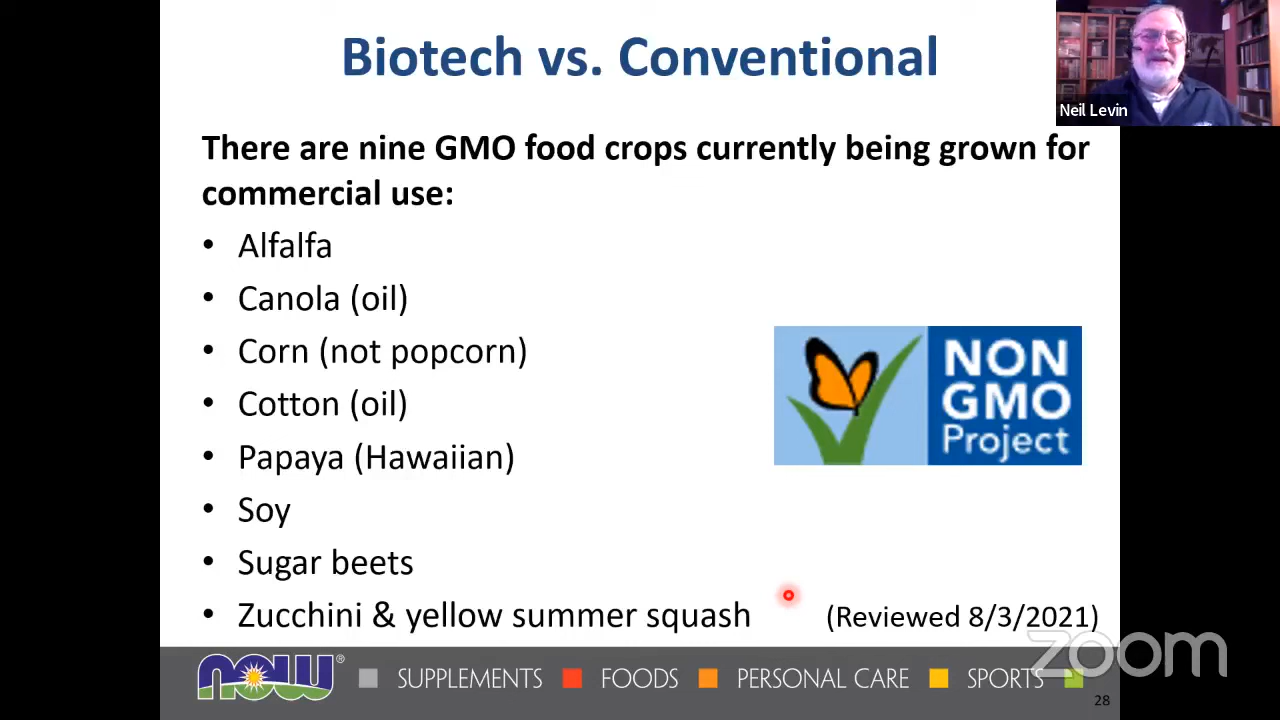 Biotech vs. Conventional
Neil Levin
There are nine GMO food crops currently being grown for
commercial use:
• Alfalfa
• Canola (oil)
• Corn (not popcorn)
• Cotton (oil)
• Papaya (Hawaiian)
• Soy
• Sugar beets
• Zucchini & yellow summer squash
(Reviewed 8/3/2021)
NON
GMO
Project
NOW® SUPPLEMENTS FOODS PERSONAL CARE SPORTS
zoom
28